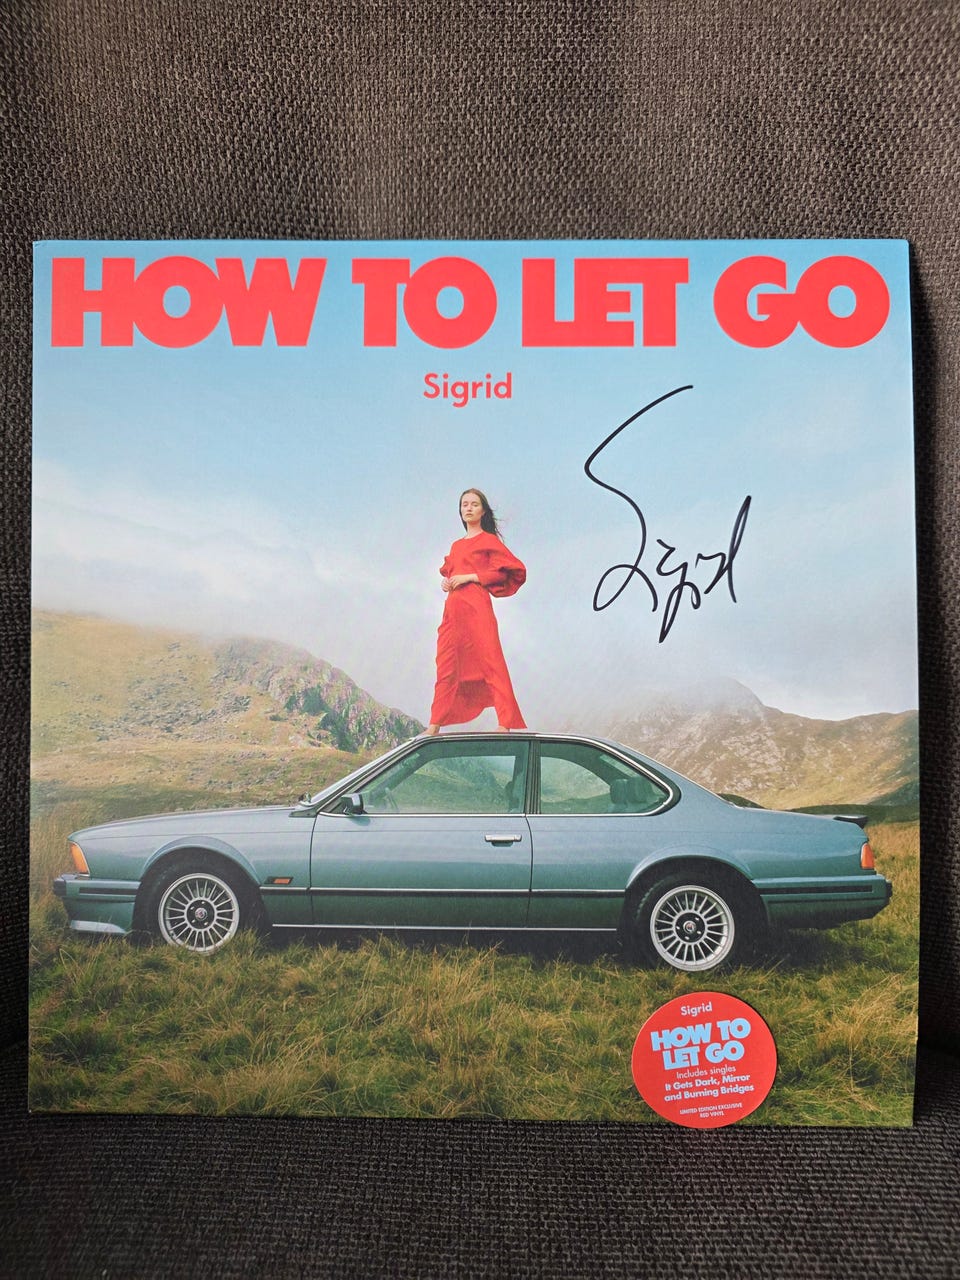 HOW TO LET GO
Sigrid
Sigrid
Sigrid
HOW TO
LET GO
Includes singles
It Gets Dark, Mirror
and Burning Bridges
LIMITED EDITION EXCLUSIVE
RED VINYL